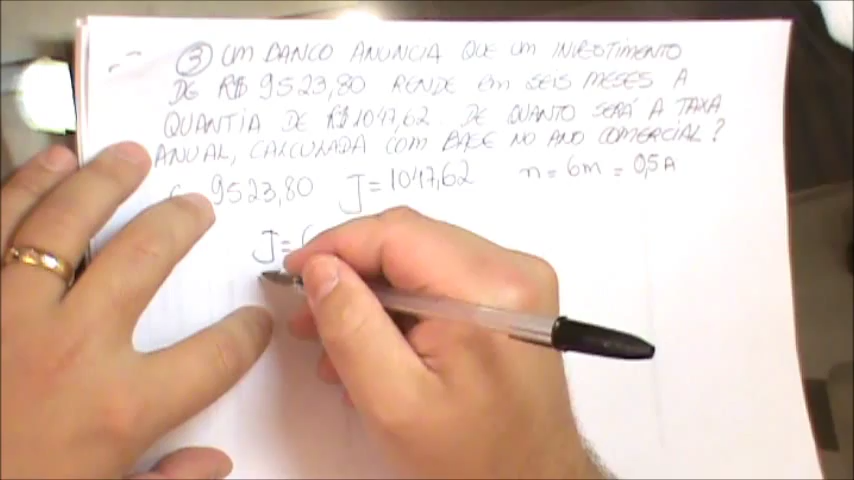 ③ UM BANCO ANUNCIA QUE UM INVESTIMENTO
DE R$ 9523,80 RENDE EM SEIS MESES A
QUANTIA DE R$1047,62. DE QUANTO SERÁ A TAXA
ANUAL, CALCULADA COM BASE NO ANO COMERCIAL?
9523,80 J=1047,62 n=6m=0,5A
J=